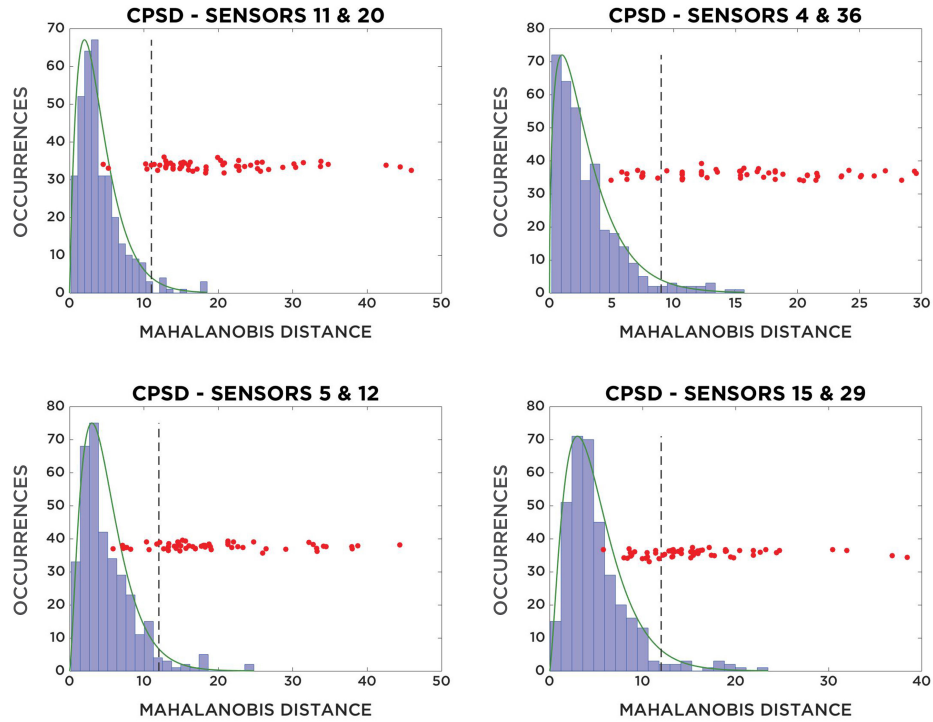 CPSD - SENSORS 11 & 20
70
60
50
40
30
20
10
0
OCCURRENCES
0 10 20 30 40 50
MAHALANOBIS DISTANCE
CPSD - SENSORS 4 & 36
80
70
60
50
40
30
20
10
0
OCCURRENCES
0 5 10 15 20 25 30
MAHALANOBIS DISTANCE
CPSD - SENSORS 5 & 12
80
70
60
50
40
30
20
10
0
OCCURRENCES
0 10 20 30 40 50
MAHALANOBIS DISTANCE
CPSD - SENSORS 15 & 29
80
70
60
50
40
30
20
10
0
OCCURRENCES
0 10 20 30 40
MAHALANOBIS DISTANCE